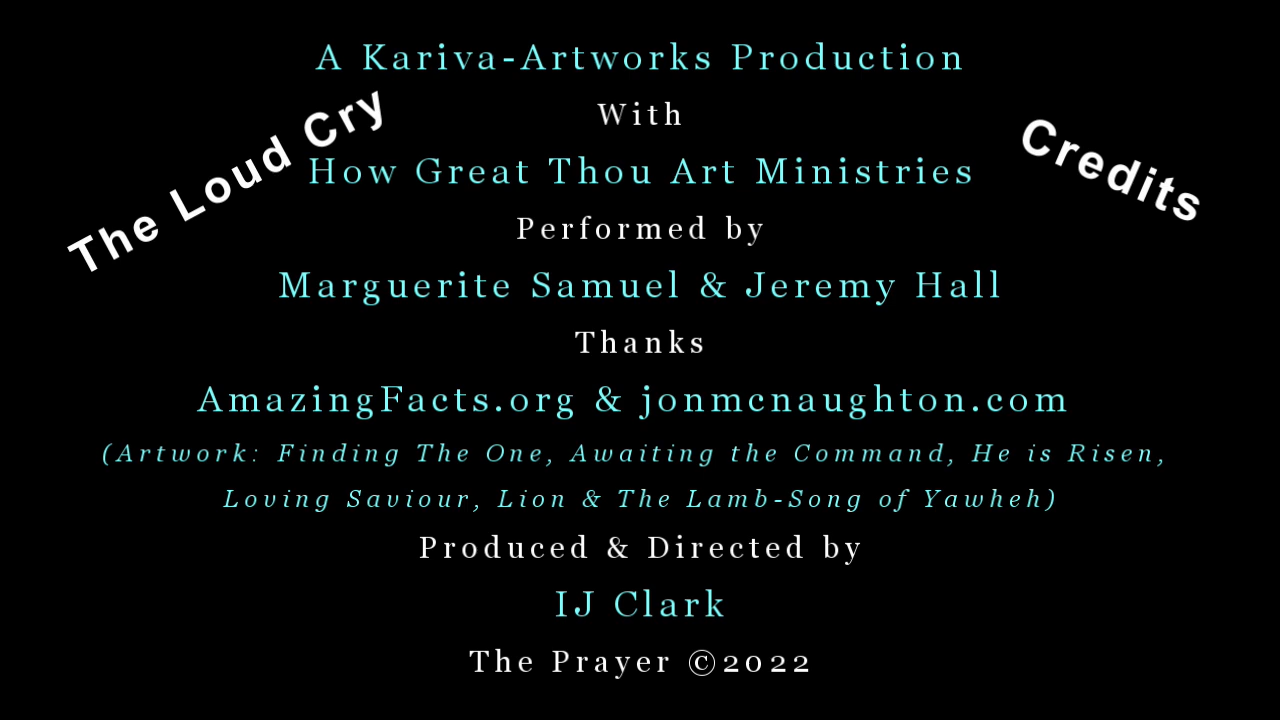 A Kariva-Artworks Production
With
The Loud Cry
Credits
How Great Thou Art Ministries
Performed by
Marguerite Samuel & Jeremy Hall
Thanks
AmazingFacts.org & jonmcnaughton.com
(Artwork: Finding The One, Awaiting the Command, He is Risen,
Loving Saviour, Lion & The Lamb-Song of Yawheh)
Produced & Directed by
IJ Clark
The Prayer ©2022